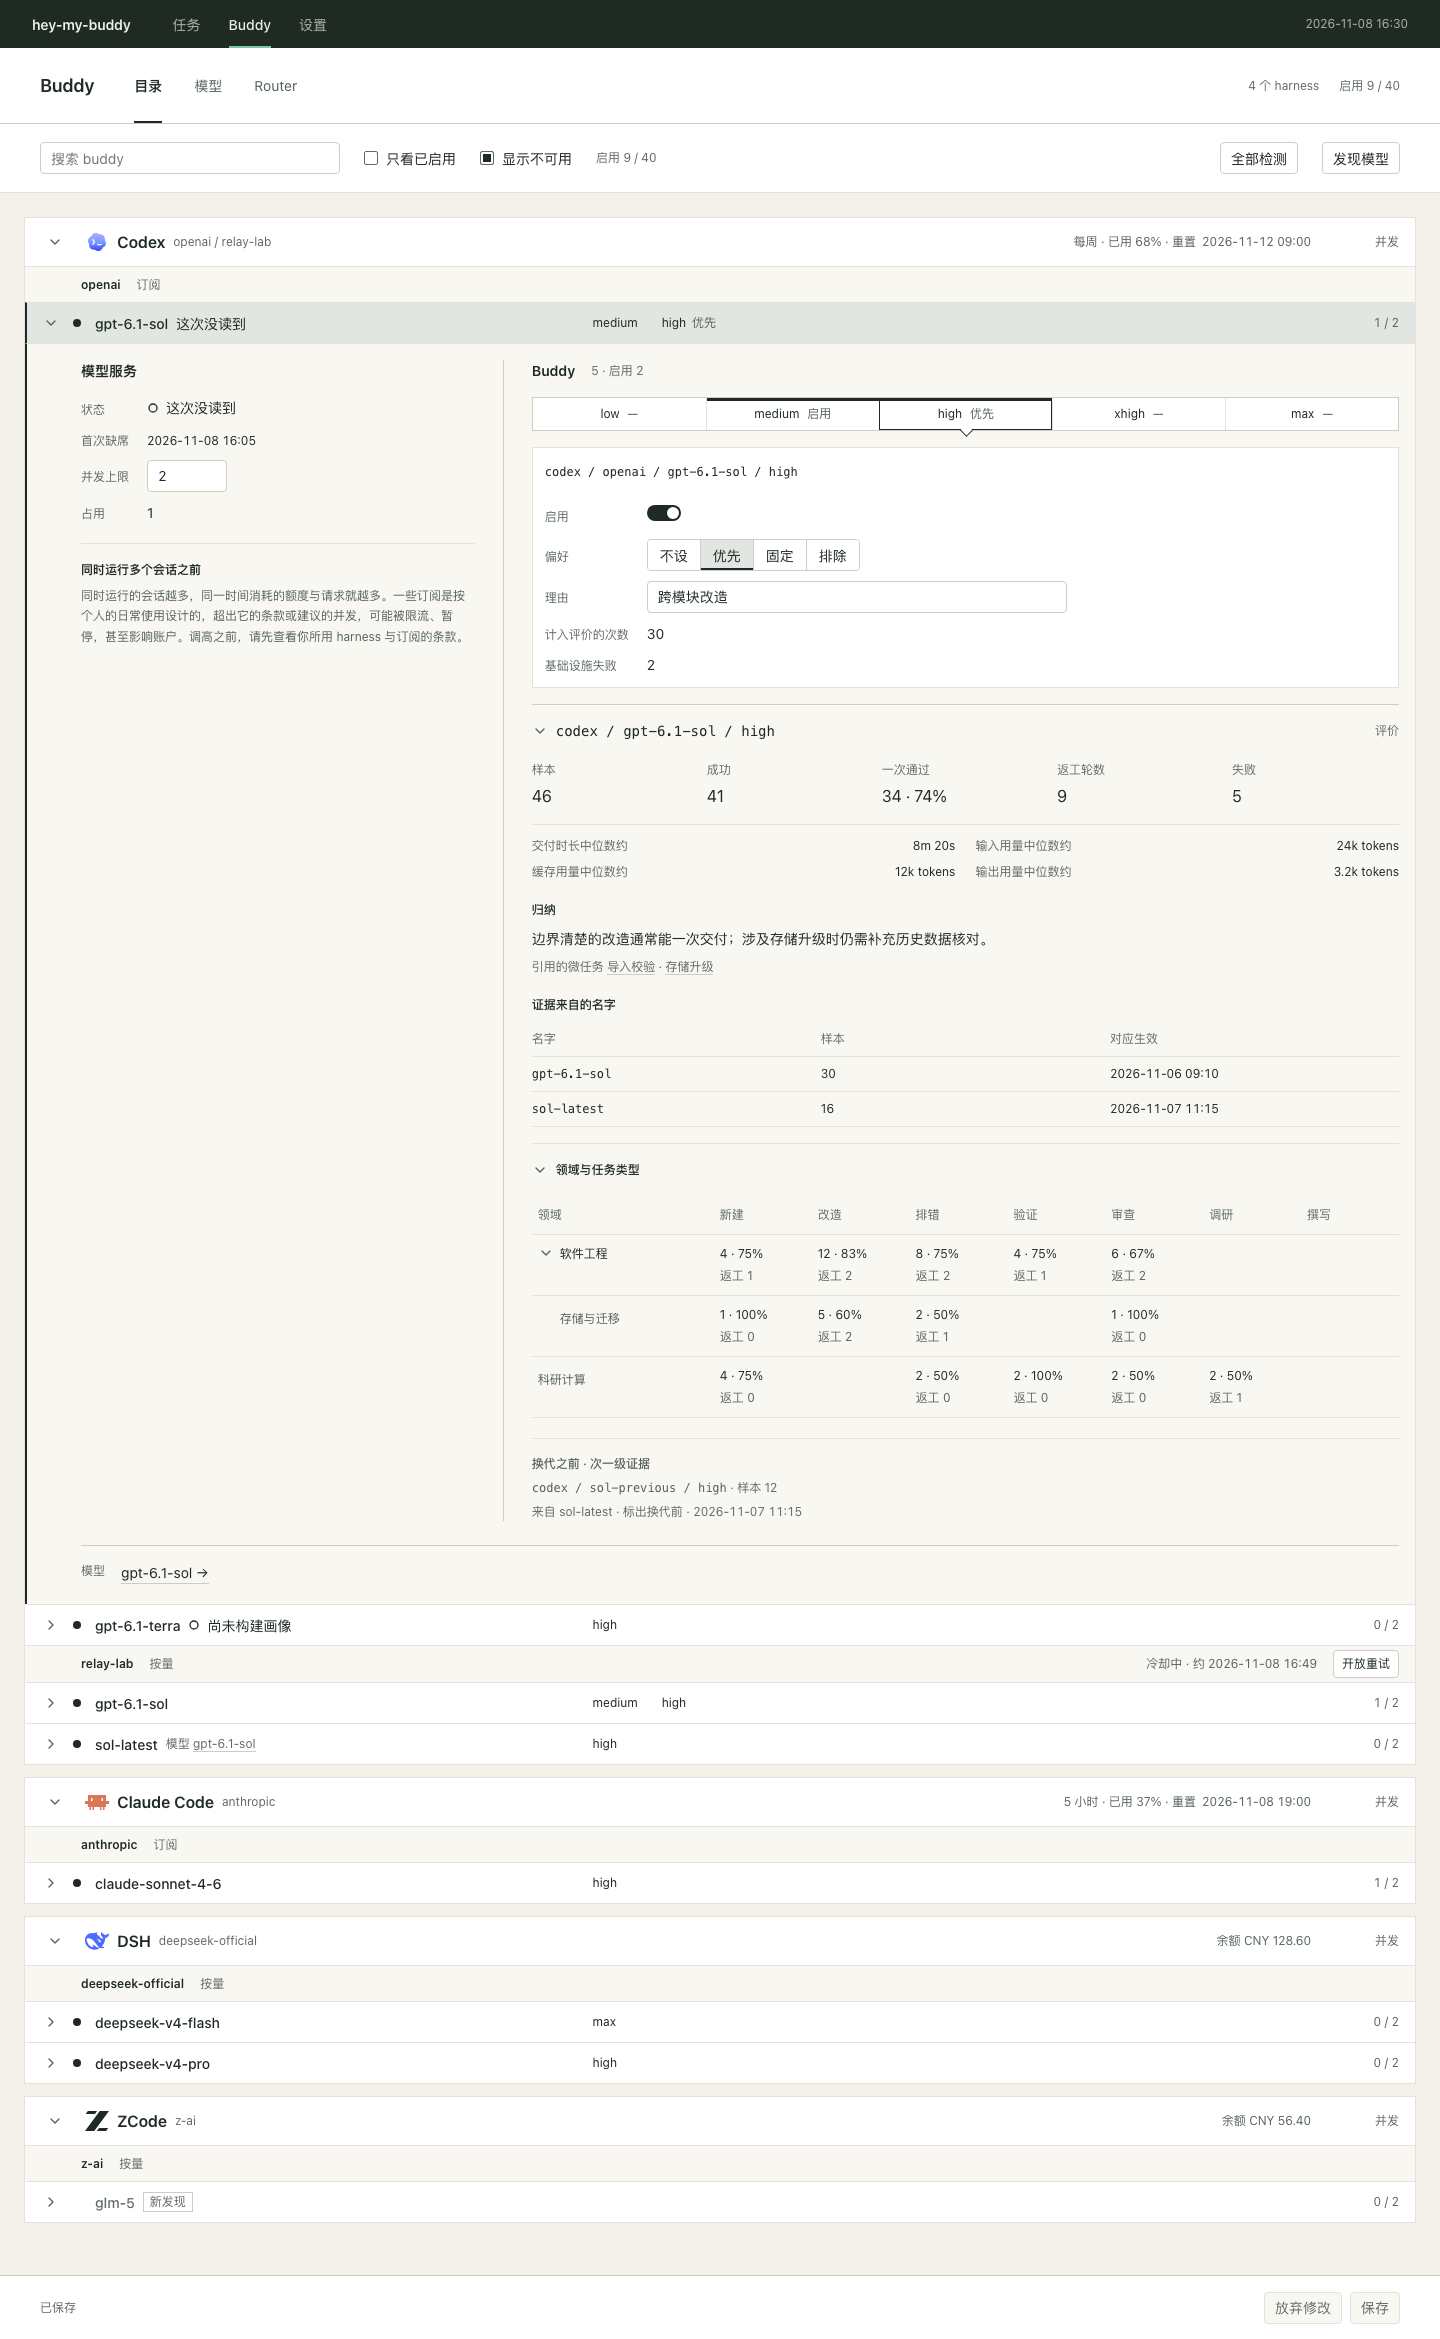 hey-my-buddy 任务 Buddy 设置 2026-11-08 16:30
Buddy 目录 模型 Router 4 个 harness 启用 9 / 40
搜索 buddy 只看已启用 显示不可用 启用 9 / 40 全部检测 发现模型
Codex openai / relay-lab 每周 · 已用 68% · 重置 2026-11-12 09:00 并发
openai 订阅
gpt-6.1-sol 这次没读到 medium high 优先 1 / 2
模型服务
状态 这次没读到
首次缺席 2026-11-08 16:05
并发上限 2
占用 1
同时运行多个会话之前
同时运行的会话越多，同一时间消耗的额度与请求就越多。一些订阅是按
个人的日常使用设计的，超出它的条款或建议的并发，可能被限流、暂
停，甚至影响账户。调高之前，请先查看你所用 harness 与订阅的条款。
Buddy 5 · 启用 2
low — medium 启用 high 优先 xhigh — max —
codex / openai / gpt-6.1-sol / high
启用
偏好 不设 优先 固定 排除
理由 跨模块改造
计入评价的次数 30
基础设施失败 2
codex / gpt-6.1-sol / high 评价
样本 成功 一次通过 返工轮数 失败
46 41 34 · 74% 9 5
交付时长中位数约 8m 20s 输入用量中位数约 24k tokens
缓存用量中位数约 12k tokens 输出用量中位数约 3.2k tokens
归纳
边界清楚的改造通常能一次交付；涉及存储升级时仍需补充历史数据核对。
引用的微任务 导入校验 · 存储升级
证据来自的名字
名字 样本 对应生效
gpt-6.1-sol 30 2026-11-06 09:10
sol-latest 16 2026-11-07 11:15
领域与任务类型
领域 新建 改造 排错 验证 审查 调研 撰写
软件工程 4 · 75% 12 · 83% 8 · 75% 4 · 75% 6 · 67%
返工 1 返工 2 返工 2 返工 1 返工 2
存储与迁移 1 · 100% 5 · 60% 2 · 50% 1 · 100%
返工 0 返工 2 返工 1 返工 0
科研计算 4 · 75% 2 · 50% 2 · 100% 2 · 50% 2 · 50%
返工 0 返工 0 返工 0 返工 0 返工 1
换代之前 · 次一级证据
codex / sol-previous / high · 样本 12
来自 sol-latest · 标出换代前 · 2026-11-07 11:15
模型 gpt-6.1-sol →
gpt-6.1-terra 尚未构建画像 high 0 / 2
relay-lab 按量 冷却中 · 约 2026-11-08 16:49 开放重试
gpt-6.1-sol medium high 1 / 2
sol-latest 模型 gpt-6.1-sol high 0 / 2
Claude Code anthropic 5 小时 · 已用 37% · 重置 2026-11-08 19:00 并发
anthropic 订阅
claude-sonnet-4-6 high 1 / 2
DSH deepseek-official 余额 CNY 128.60 并发
deepseek-official 按量
deepseek-v4-flash max 0 / 2
deepseek-v4-pro high 0 / 2
ZCode z-ai 余额 CNY 56.40 并发
z-ai 按量
glm-5 新发现 0 / 2
已保存 放弃修改 保存